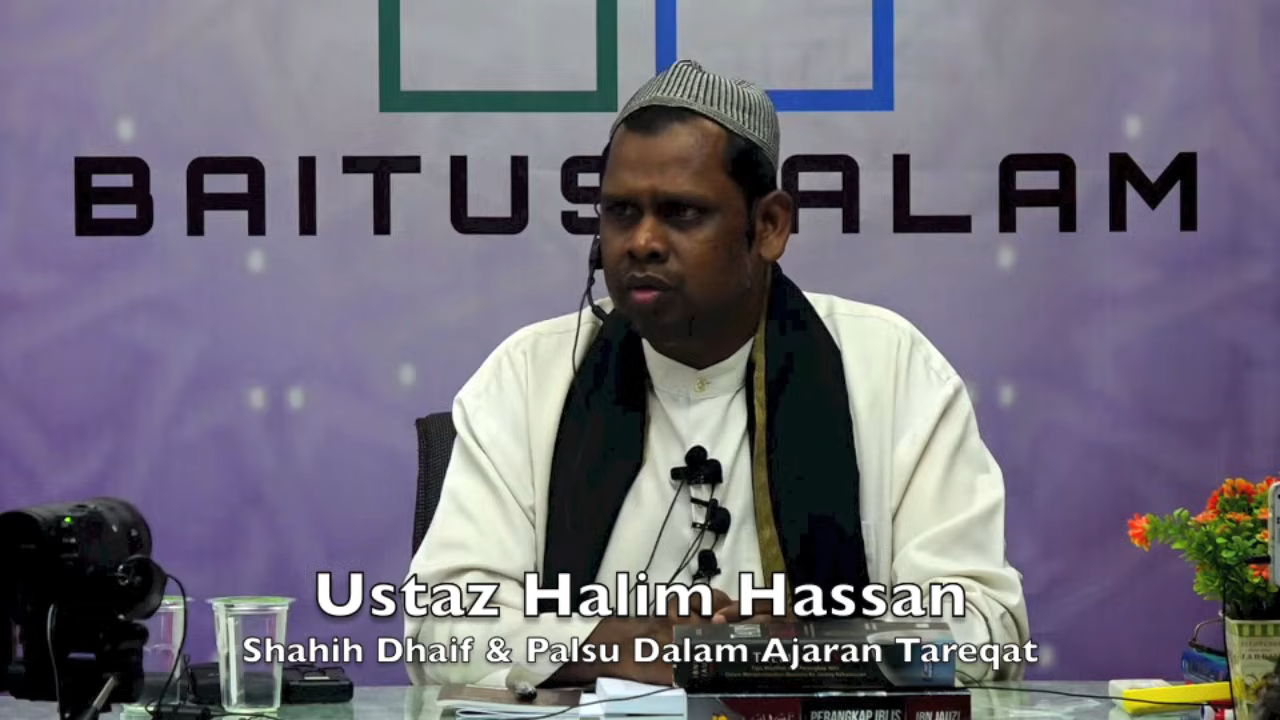 BAITUS ALAM
Ustaz Halim Hassan
Shahih Dhaif & Palsu Dalam Ajaran Tareqat
PERANGKAP IBLIS IBN JAUZI